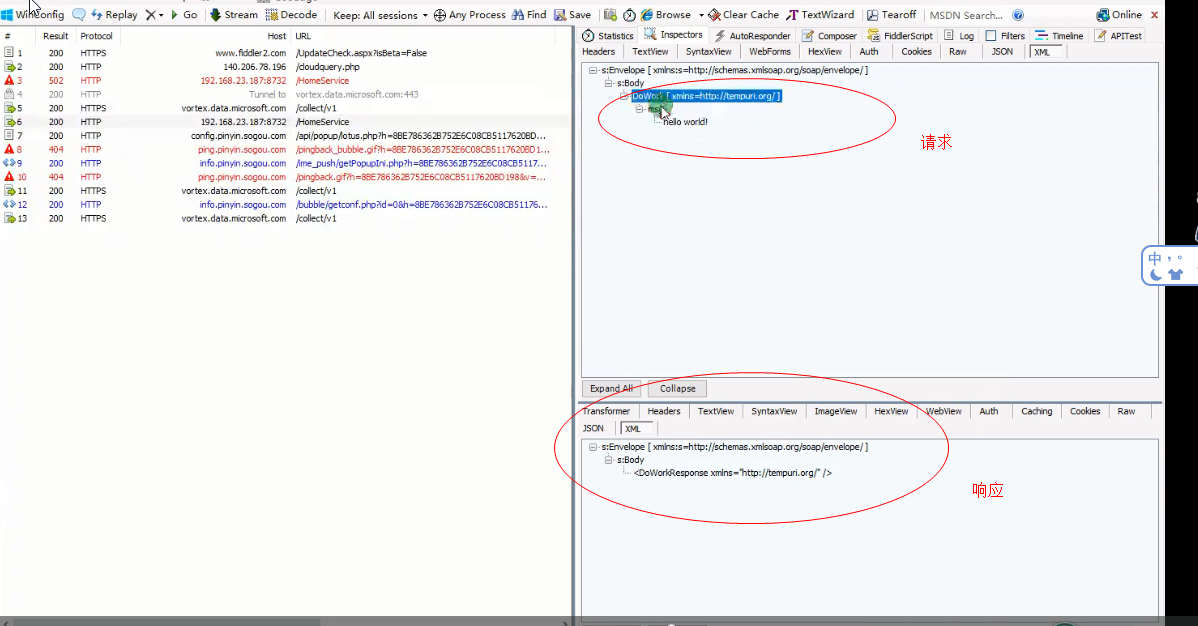 WinConfig Replay X Go Stream Decode Keep: All sessions Any Process Find Save Browse Clear Cache TextWizard Tearoff MSDN Search... Online
# Result Protocol Host URL
1 200 HTTPS www.fiddler2.com /UpdateCheck.aspx?isBeta=False
2 200 HTTP 140.206.78.196 /cloudquery.php
3 502 HTTP 192.168.23.187:8732 /HomeService
4 200 HTTP Tunnel to vortex.data.microsoft.com:443
5 200 HTTPS vortex.data.microsoft.com /collect/v1
6 200 HTTP 192.168.23.187:8732 /HomeService
7 200 HTTP config.pinyin.sogou.com /api/popup/lotus.php?h=8BE786362B752E6C08CB5117620BD...
8 404 HTTP ping.pinyin.sogou.com /pingback_bubble.gif?h=8BE786362B752E6C08CB5117620BD1...
9 200 HTTP info.pinyin.sogou.com /ime_push/getPopupIni.php?h=8BE786362B752E6C08CB5117...
10 404 HTTP ping.pinyin.sogou.com /pingback.gif?h=8BE786362B752E6C08CB5117620BD198&v=...
11 200 HTTPS vortex.data.microsoft.com /collect/v1
12 200 HTTP info.pinyin.sogou.com /bubble/getconf.php?id=0&h=8BE786362B752E6C08CB51176...
13 200 HTTPS vortex.data.microsoft.com /collect/v1
Statistics Inspectors AutoResponder Composer FiddlerScript Log Filters Timeline APITest
Headers TextView SyntaxView WebForms HexView Auth Cookies Raw JSON XML
s:Envelope [ xmlns:s=http://schemas.xmlsoap.org/soap/envelope/ ]
s:Body
DoWork [ xmlns=http://tempuri.org/ ]
hello world!
请求
中
Expand All Collapse
Transformer Headers TextView SyntaxView ImageView HexView WebView Auth Caching Cookies Raw
JSON XML
s:Envelope [ xmlns:s=http://schemas.xmlsoap.org/soap/envelope/ ]
s:Body
<DoWorkResponse xmlns="http://tempuri.org/" />
响应